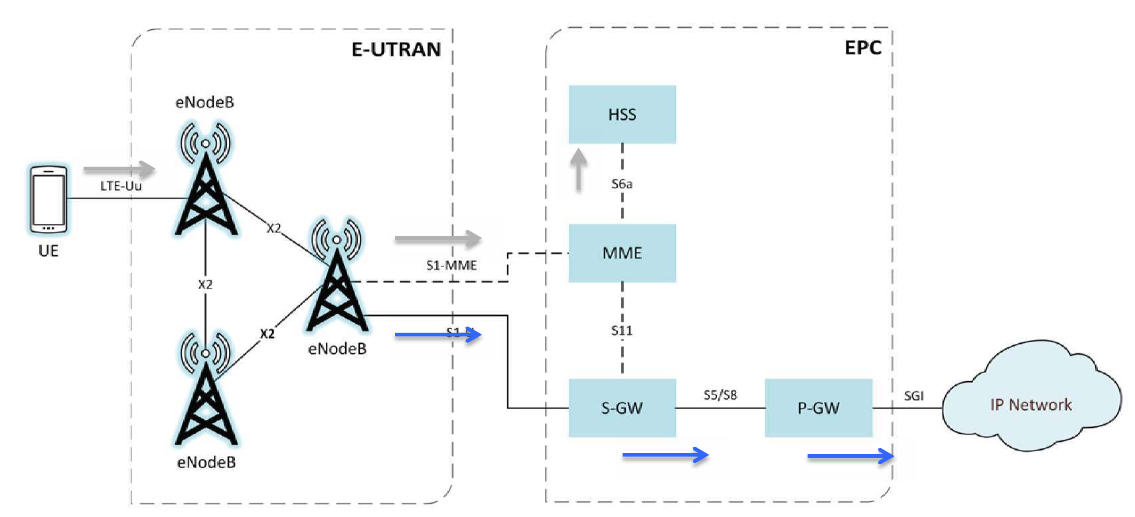 E-UTRAN
EPC
eNodeB
HSS
LTE-Uu
S6a
UE
X2
MME
S1-MME
X2
X2
S11
eNodeB
S1
S-GW
S5/S8
P-GW
SGI
IP Network
eNodeB